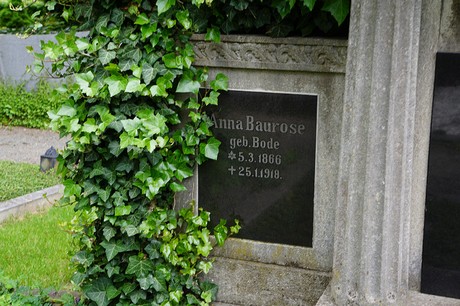 Anna Baurose
geb. Bode
* 5.3.1866
+ 25.1.1918.